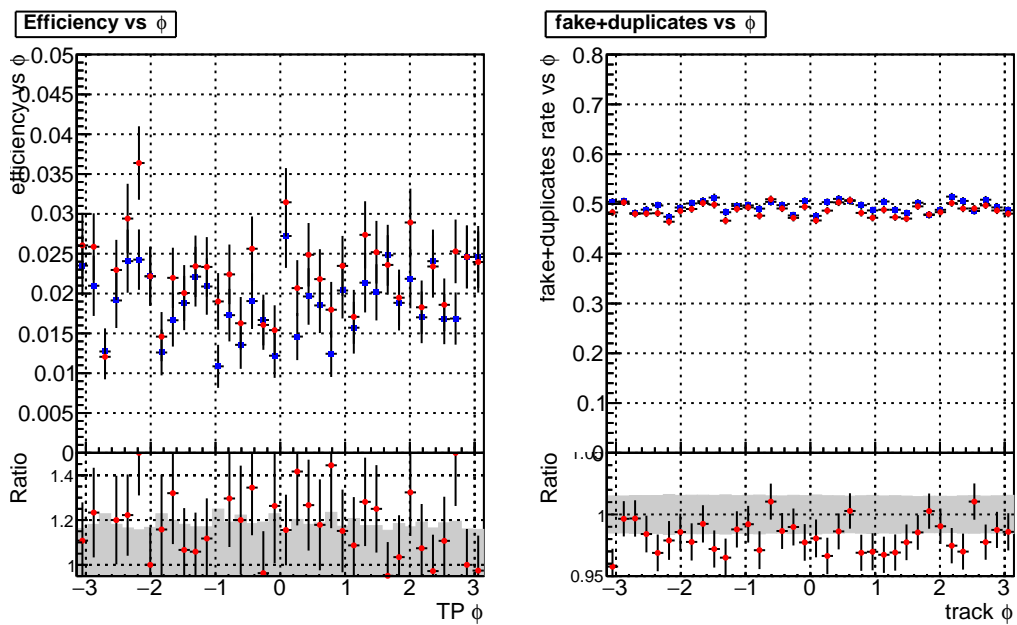 Efficiency vs ϕ
efficiency vs ϕ
0.05
0.045
0.04
0.035
0.03
0.025
0.02
0.015
0.01
0.005
0
Ratio
1.4
1.2
1
−3 −2 −1 0 1 2 3
TP ϕ
fake+duplicates vs ϕ
fake+duplicates rate vs ϕ
0.8
0.7
0.6
0.5
0.4
0.3
0.2
0.1
0
Ratio
1
0.95
−3 −2 −1 0 1 2 3
track ϕ